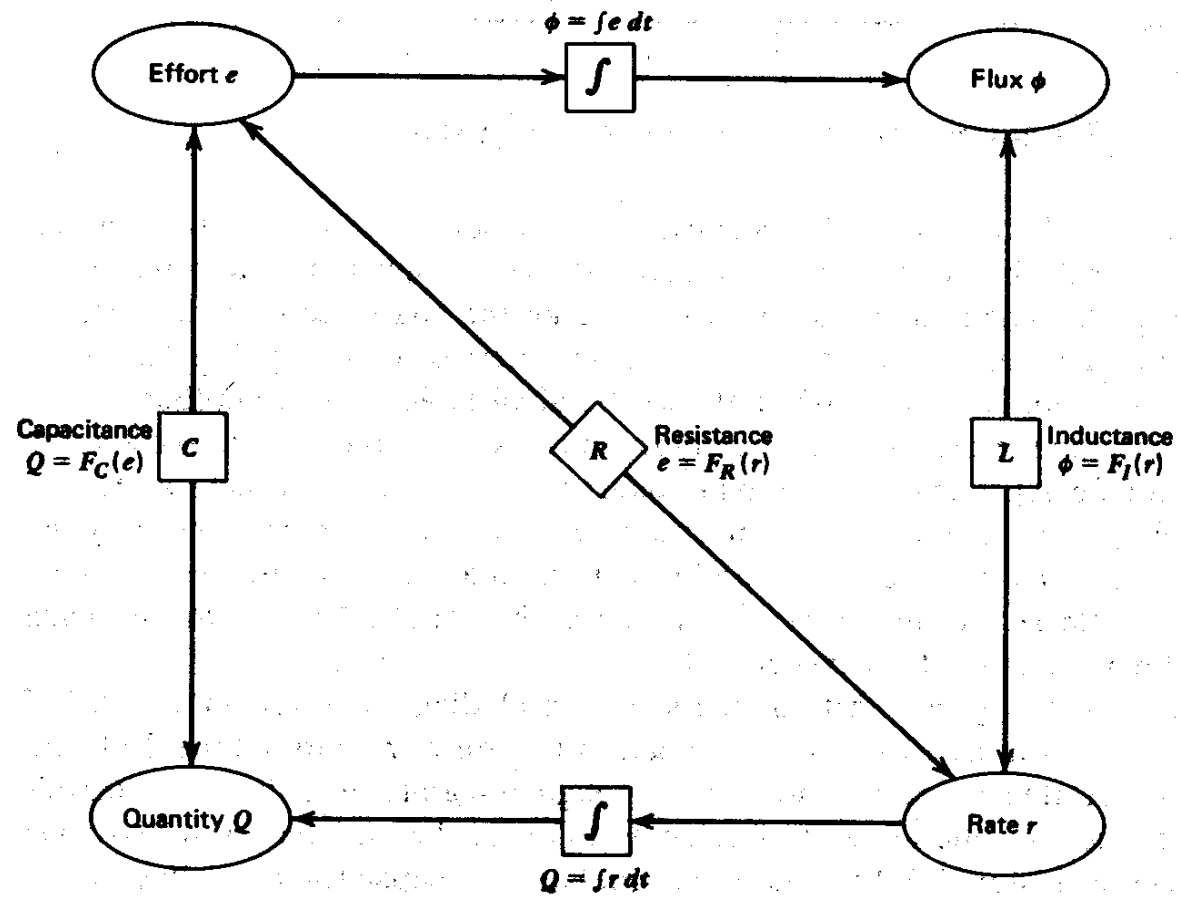 ϕ = ∫e dt
Effort e
∫
Flux ϕ
Capacitance
Q = F_C(e)
C
R
Resistance
e = F_R(r)
L
Inductance
ϕ = F_I(r)
Quantity Q
∫
Rate r
Q = ∫r dt